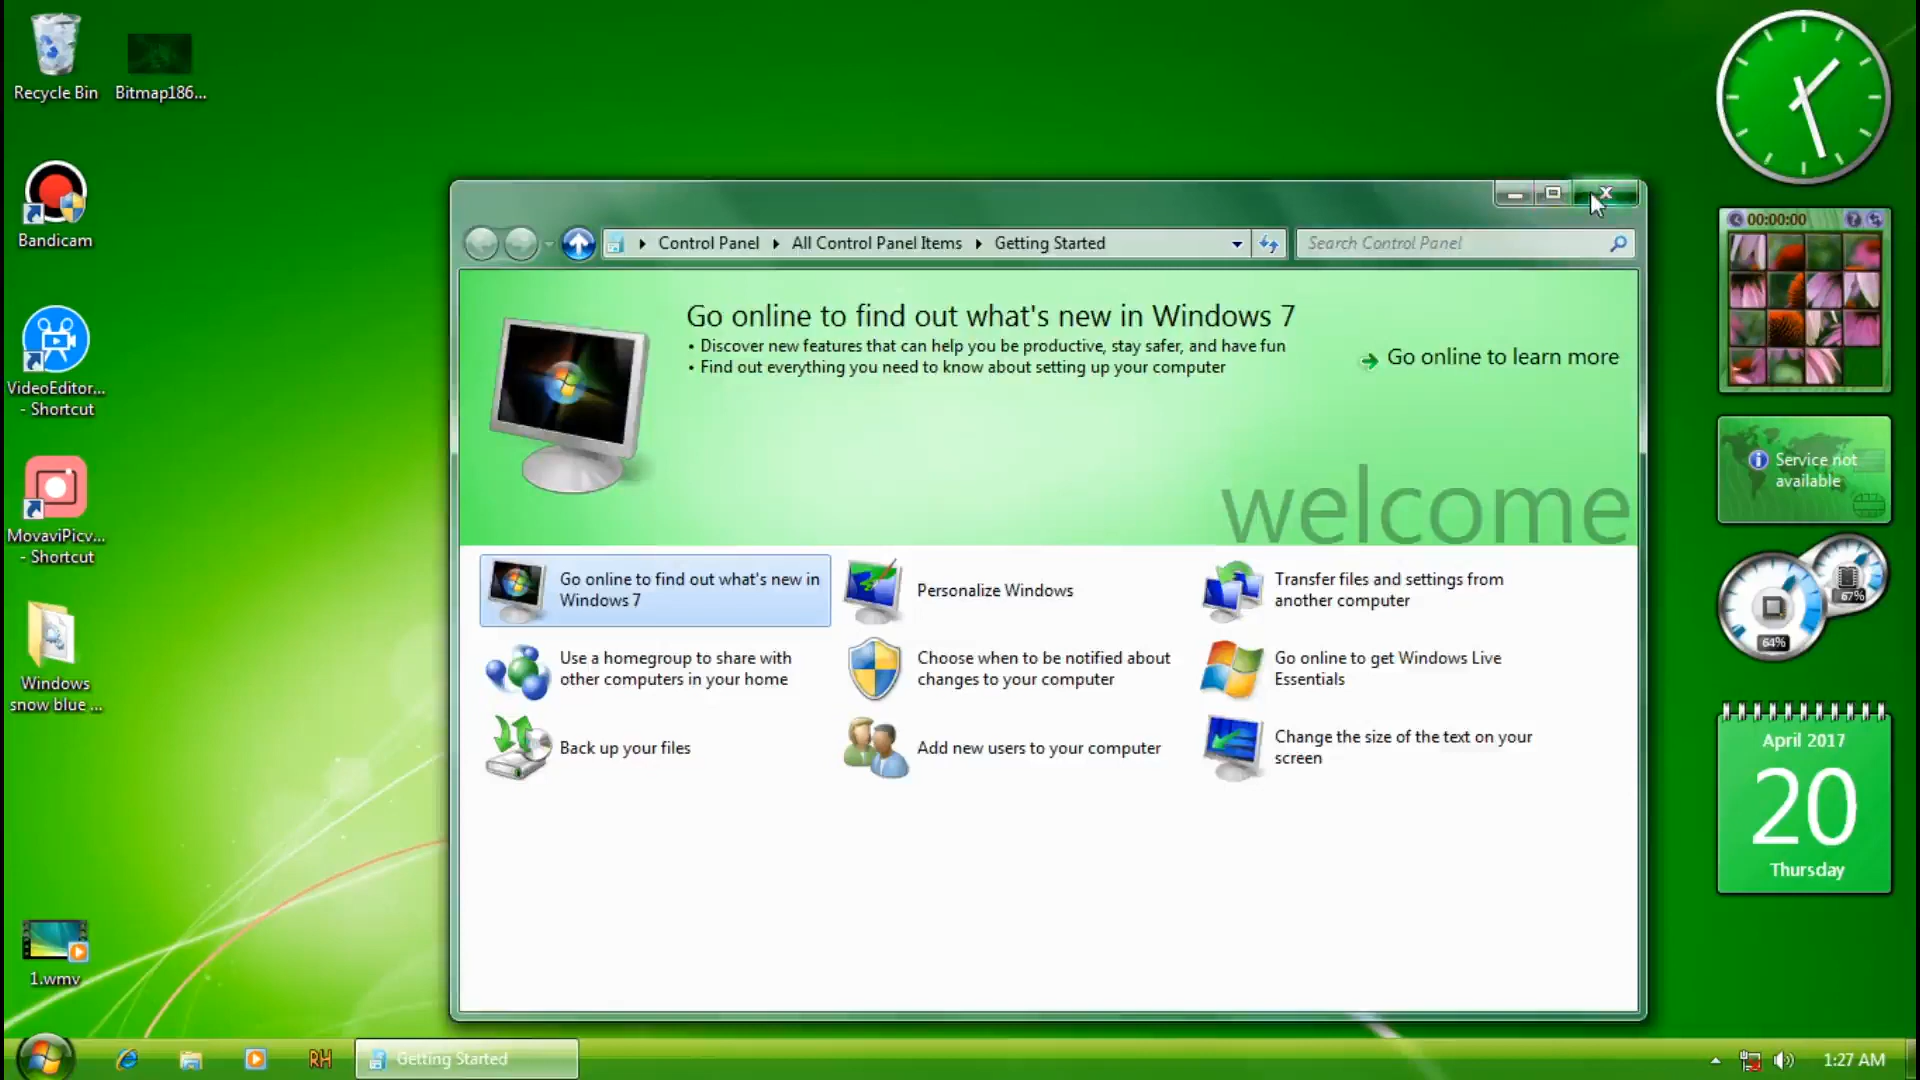 Recycle Bin
Bitmap186...
Bandicam
VideoEditor...
- Shortcut
MovaviPicv...
- Shortcut
Windows
snow blue ...
1.wmv
Control Panel
All Control Panel Items
Getting Started
Search Control Panel
Go online to find out what's new in Windows 7
• Discover new features that can help you be productive, stay safer, and have fun
• Find out everything you need to know about setting up your computer
Go online to learn more
welcome
Go online to find out what's new in
Windows 7
Personalize Windows
Transfer files and settings from
another computer
Use a homegroup to share with
other computers in your home
Choose when to be notified about
changes to your computer
Go online to get Windows Live
Essentials
Back up your files
Add new users to your computer
Change the size of the text on your
screen
00:00:00
Service not
available
67%
64%
April 2017
20
Thursday
RH
Getting Started
1:27 AM